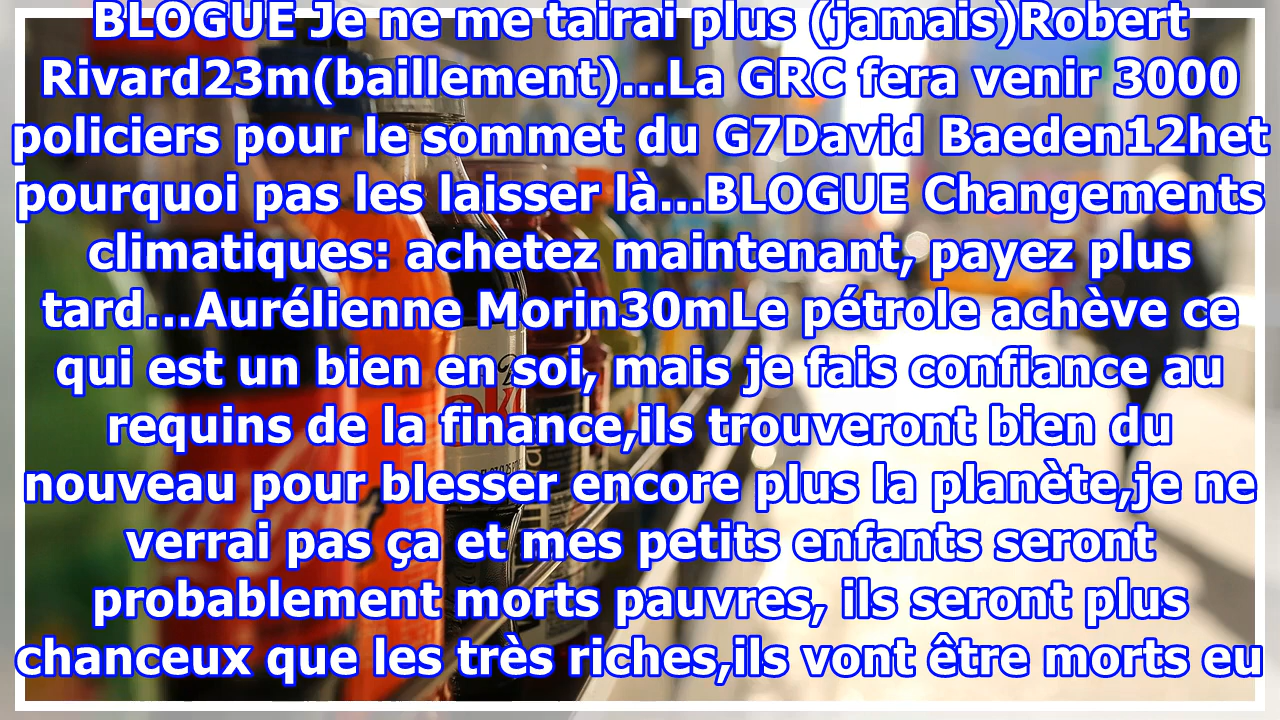 BLOGUE Je ne me tairai plus (jamais)Robert
Rivard23m(baillement)...La GRC fera venir 3000
policiers pour le sommet du G7David Baeden12het
pourquoi pas les laisser là...BLOGUE Changements
climatiques: achetez maintenant, payez plus
tard...Aurélienne Morin30mLe pétrole achève ce
qui est un bien en soi, mais je fais confiance au
requins de la finance,ils trouveront bien du
nouveau pour blesser encore plus la planète,je ne
verrai pas ça et mes petits enfants seront
probablement morts pauvres, ils seront plus
chanceux que les très riches,ils vont être morts eu